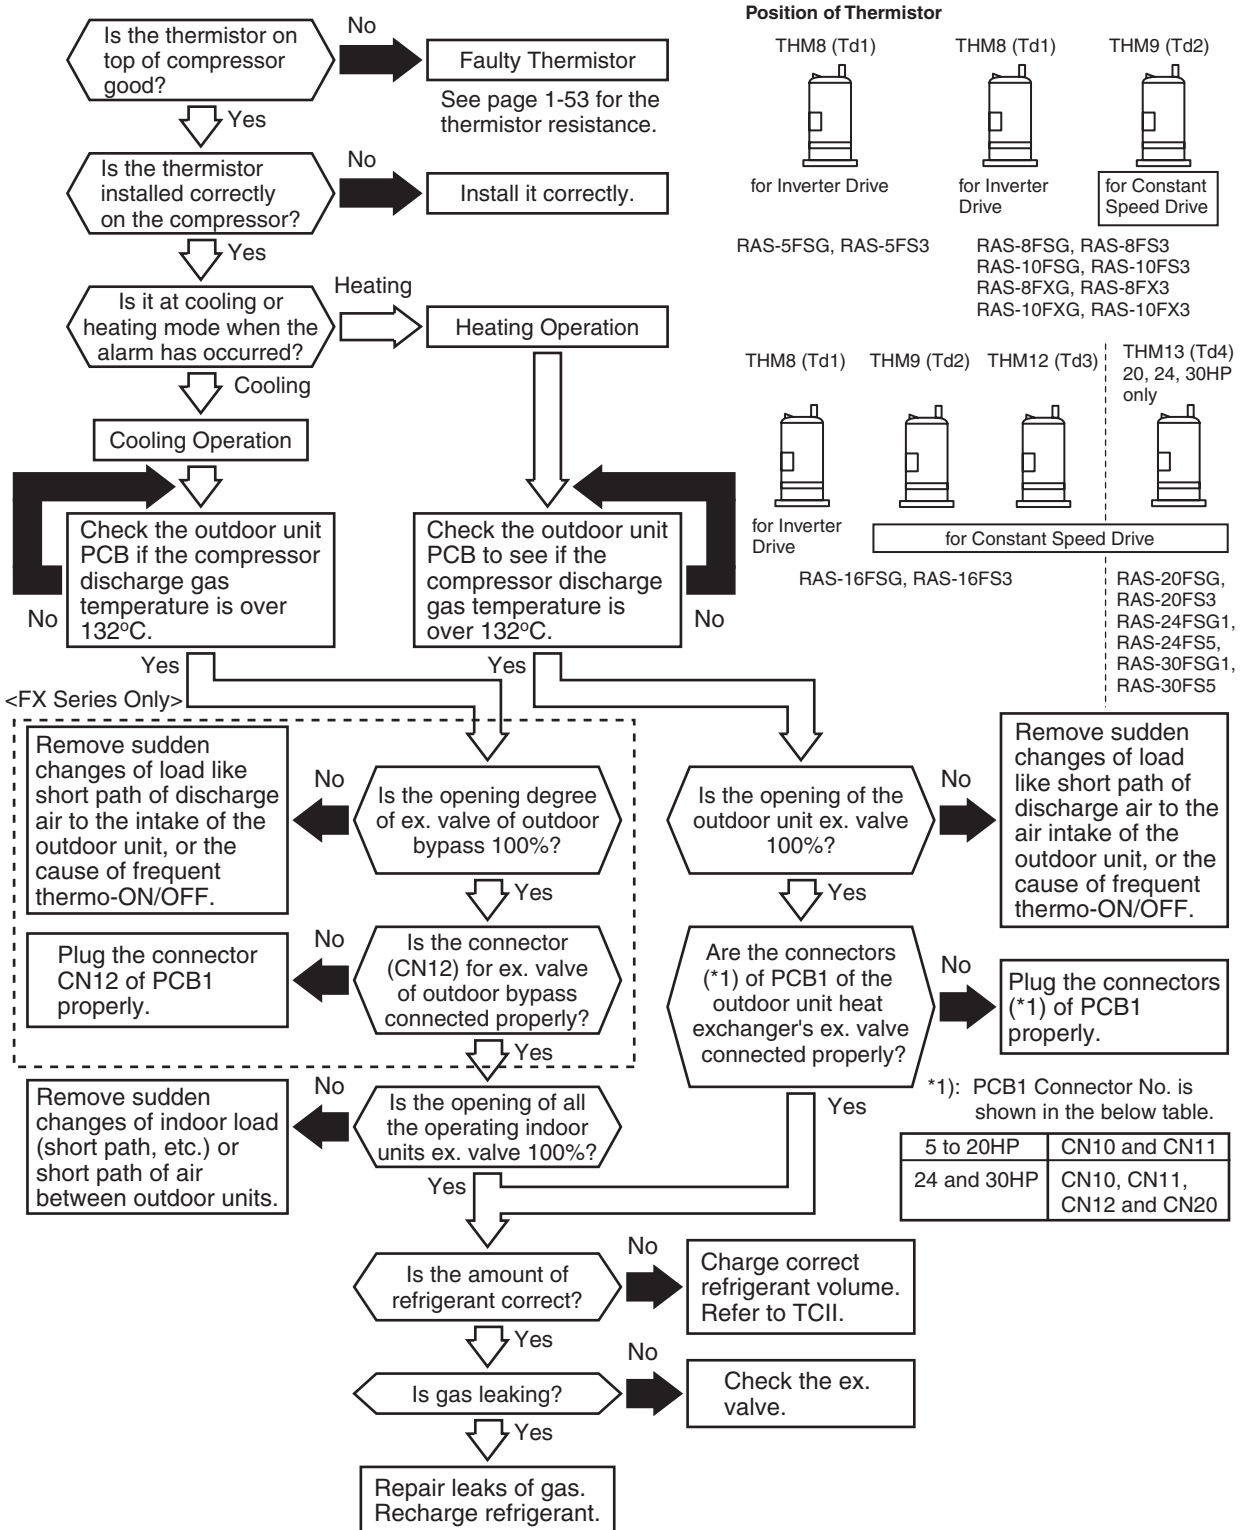 Position of Thermistor
Is the thermistor on
top of compressor
good?
No
Faulty Thermistor
See page 1-53 for the
thermistor resistance.
Yes
Is the thermistor
installed correctly
on the compressor?
No
Install it correctly.
Yes
Is it at cooling or
heating mode when the
alarm has occurred?
Heating
Heating Operation
Cooling
Cooling Operation
Check the outdoor unit
PCB if the compressor
discharge gas
temperature is over
132ºC.
No
Yes
Check the outdoor unit
PCB to see if the
compressor discharge
gas temperature is
over 132ºC.
No
Yes
THM8 (Td1)
for Inverter Drive
RAS-5FSG, RAS-5FS3
THM8 (Td1)
for Inverter
Drive
THM9 (Td2)
for Constant
Speed Drive
RAS-8FSG, RAS-8FS3
RAS-10FSG, RAS-10FS3
RAS-8FXG, RAS-8FX3
RAS-10FXG, RAS-10FX3
THM8 (Td1)
THM9 (Td2)
THM12 (Td3)
THM13 (Td4)
20, 24, 30HP
only
for Inverter
Drive
for Constant Speed Drive
RAS-16FSG, RAS-16FS3
RAS-20FSG,
RAS-20FS3
RAS-24FSG1,
RAS-24FS5,
RAS-30FSG1,
RAS-30FS5
<FX Series Only>
Remove sudden
changes of load like
short path of discharge
air to the intake of the
outdoor unit, or the
cause of frequent
thermo-ON/OFF.
No
Is the opening degree
of ex. valve of outdoor
bypass 100%?
Yes
Plug the connector
CN12 of PCB1
properly.
No
Is the connector
(CN12) for ex. valve
of outdoor bypass
connected properly?
Yes
Remove sudden
changes of indoor load
(short path, etc.) or
short path of air
between outdoor units.
No
Is the opening of all
the operating indoor
units ex. valve 100%?
Yes
Is the opening of the
outdoor unit ex. valve
100%?
No
Remove sudden
changes of load
like short path of
discharge air to the
air intake of the
outdoor unit, or the
cause of frequent
thermo-ON/OFF.
Yes
Are the connectors
(*1) of PCB1 of the
outdoor unit heat
exchanger's ex. valve
connected properly?
No
Plug the connectors
(*1) of PCB1
properly.
Yes
*1): PCB1 Connector No. is
shown in the below table.
5 to 20HP CN10 and CN11
24 and 30HP CN10, CN11,
CN12 and CN20
Is the amount of
refrigerant correct?
No
Charge correct
refrigerant volume.
Refer to TCII.
Yes
Is gas leaking?
No
Check the ex.
valve.
Yes
Repair leaks of gas.
Recharge refrigerant.